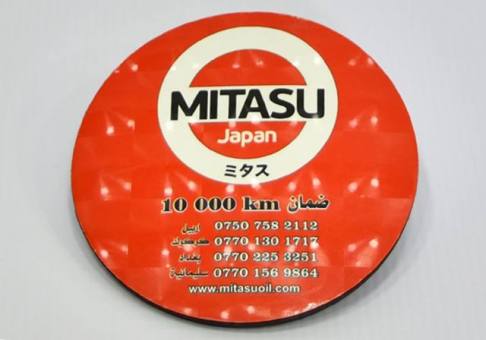 MITASU
Japan
ミタス
ضمان 10 000 km
اربيل 0750 758 2112
كركوك 0770 130 1717
بغداد 0770 225 3251
سليمانية 0770 156 9864
www.mitasuoil.com